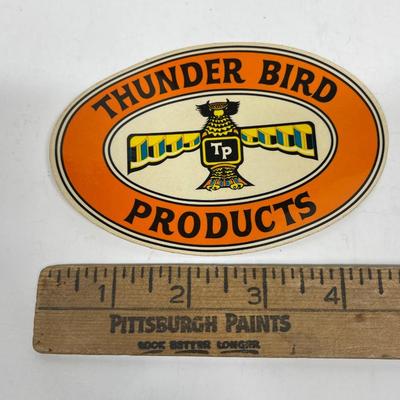 THUNDER BIRD
TP
PRODUCTS
1 2 3 4
PITTSBURGH PAINTS
LOOK BETTER LONGER